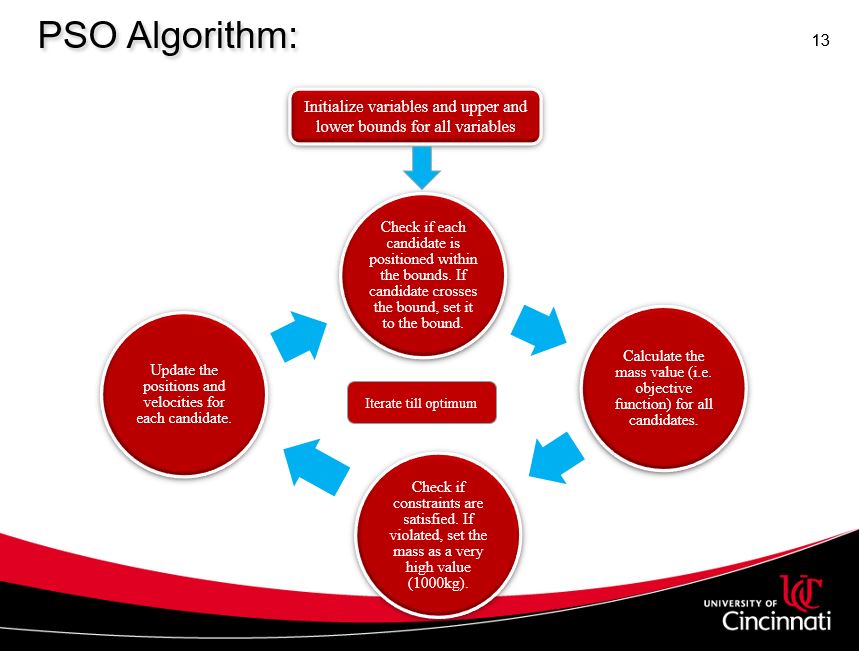 PSO Algorithm:
13
Initialize variables and upper and
lower bounds for all variables
Check if each
candidate is
positioned within
the bounds. If
candidate crosses
the bound, set it
to the bound.
Calculate the
mass value (i.e.
objective
function) for all
candidates.
Check if
constraints are
satisfied. If
violated, set the
mass as a very
high value
(1000kg).
Update the
positions and
velocities for
each candidate.
Iterate till optimum
UC
UNIVERSITY OF
Cincinnati